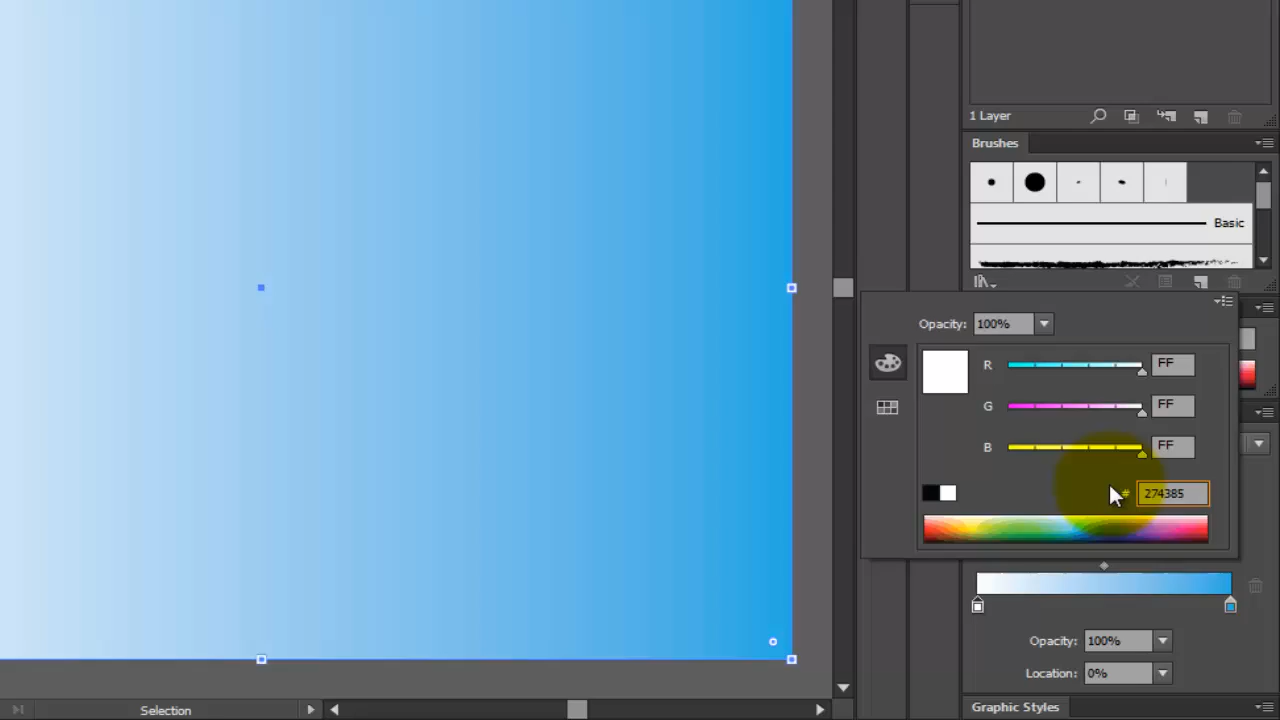 1 Layer
Brushes
Basic
Opacity: 100%
R FF
G FF
B FF
# 274385
Opacity: 100%
Location: 0%
Selection
Graphic Styles